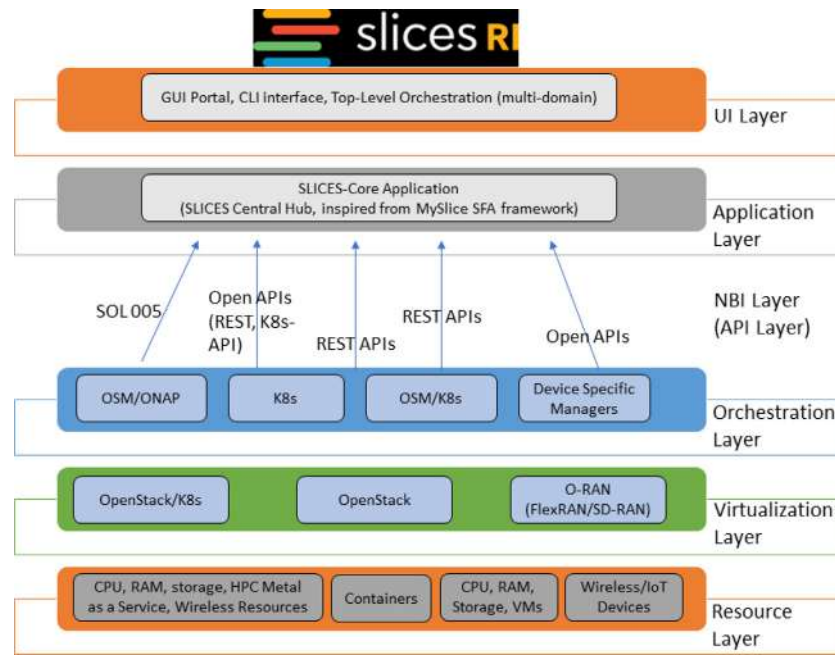 slices RI
GUI Portal, CLI interface, Top-Level Orchestration (multi-domain)
UI Layer
SLICES-Core Application
(SLICES Central Hub, inspired from MySlice SFA framework)
Application
Layer
SOL 005
Open APIs
(REST, K8s-
API)
REST APIs
REST APIs
Open APIs
NBI Layer
(API Layer)
OSM/ONAP
K8s
OSM/K8s
Device Specific
Managers
Orchestration
Layer
OpenStack/K8s
OpenStack
O-RAN
(FlexRAN/SD-RAN)
Virtualization
Layer
CPU, RAM, storage, HPC Metal
as a Service, Wireless Resources
Containers
CPU, RAM,
Storage, VMs
Wireless/IoT
Devices
Resource
Layer